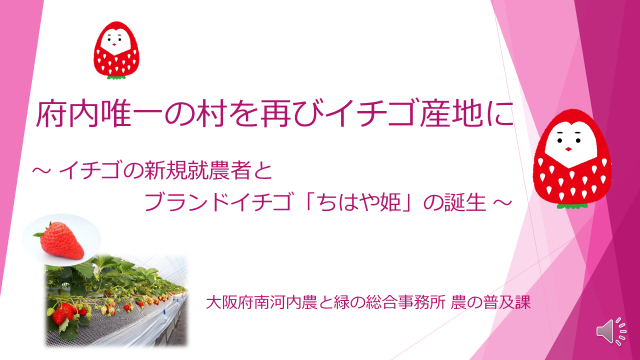 府内唯一の村を再びイチゴ産地に
～ イチゴの新規就農者と
ブランドイチゴ「ちはや姫」の誕生 ～
大阪府南河内農と緑の総合事務所 農の普及課